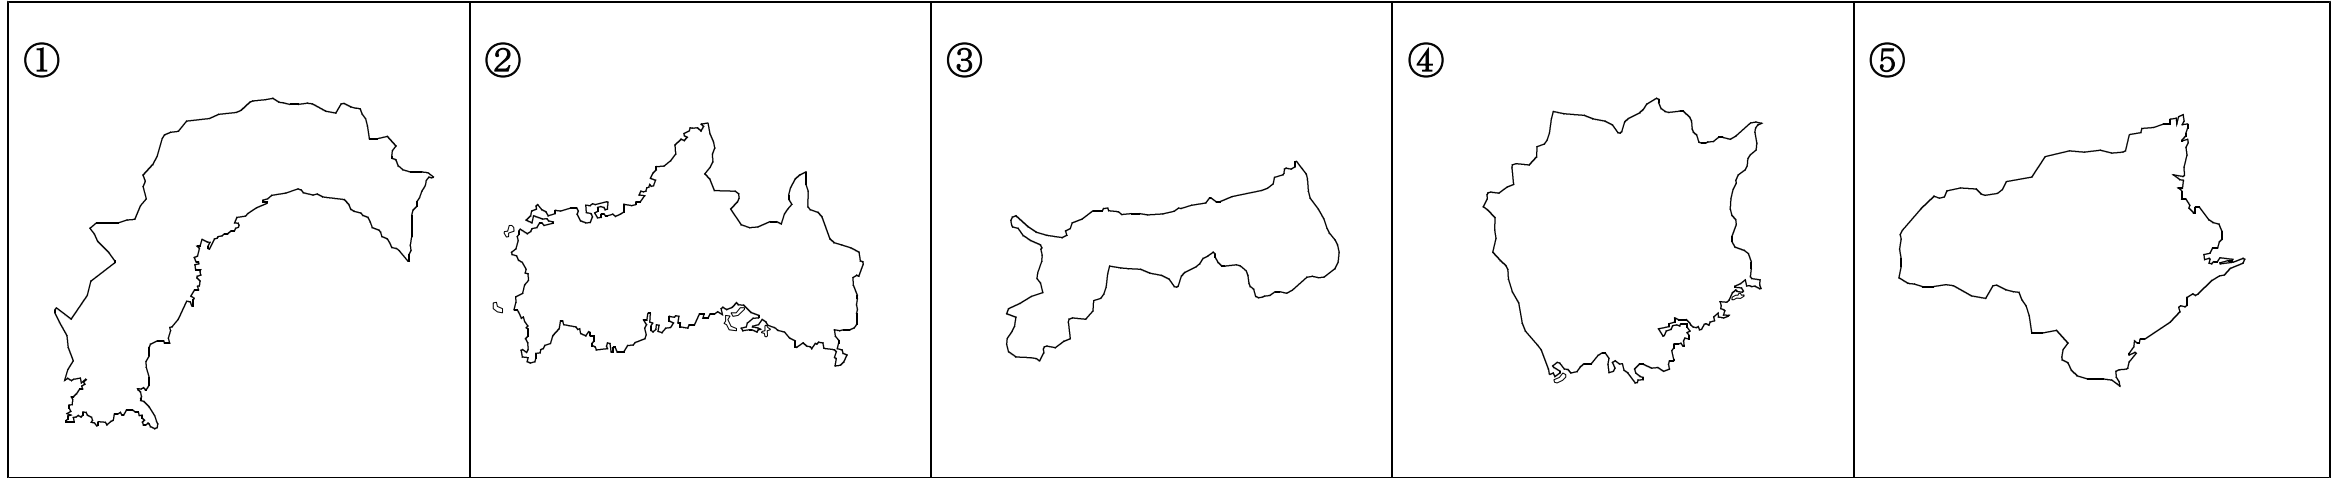 ① ② ③ ④ ⑤